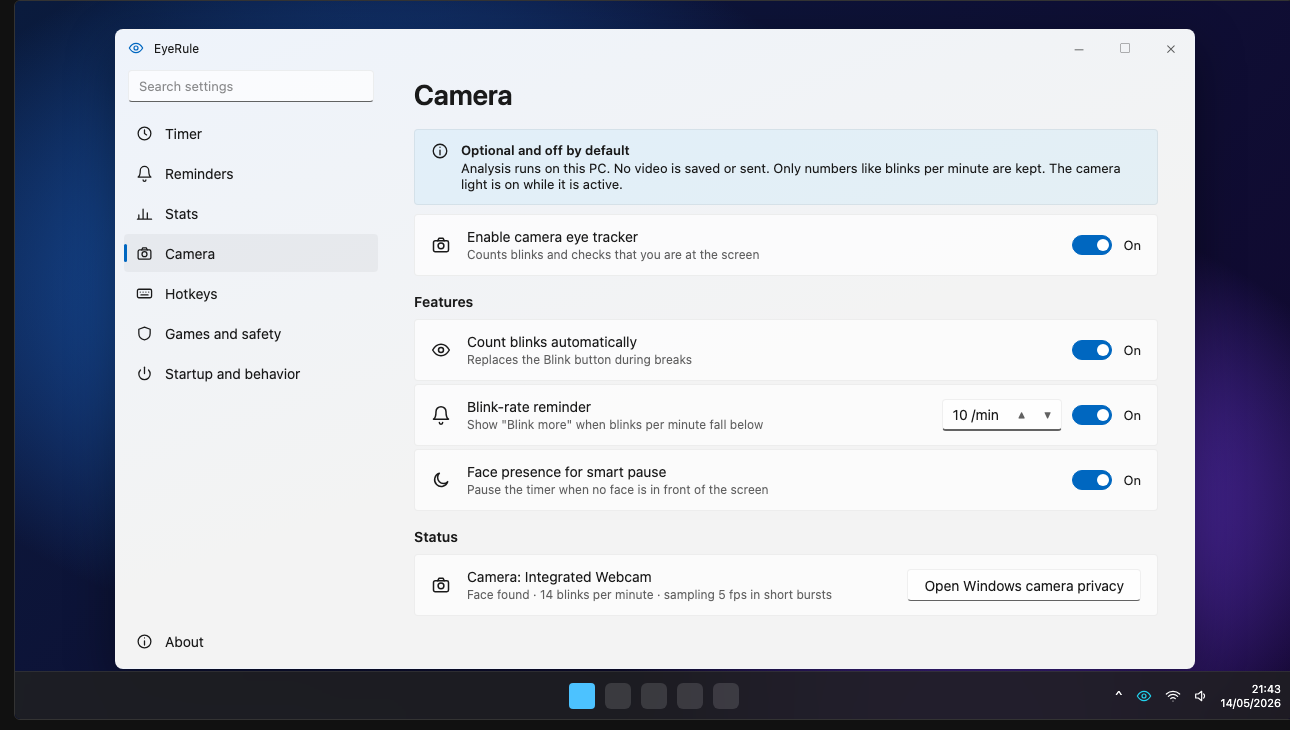 EyeRule
Search settings
Timer
Reminders
Stats
Camera
Hotkeys
Games and safety
Startup and behavior
About
Camera
Optional and off by default
Analysis runs on this PC. No video is saved or sent. Only numbers like blinks per minute are kept. The camera
light is on while it is active.
Enable camera eye tracker
Counts blinks and checks that you are at the screen
On
Features
Count blinks automatically
Replaces the Blink button during breaks
On
Blink-rate reminder
Show "Blink more" when blinks per minute fall below
10 /min
On
Face presence for smart pause
Pause the timer when no face is in front of the screen
On
Status
Camera: Integrated Webcam
Face found · 14 blinks per minute · sampling 5 fps in short bursts
Open Windows camera privacy
21:43
14/05/2026